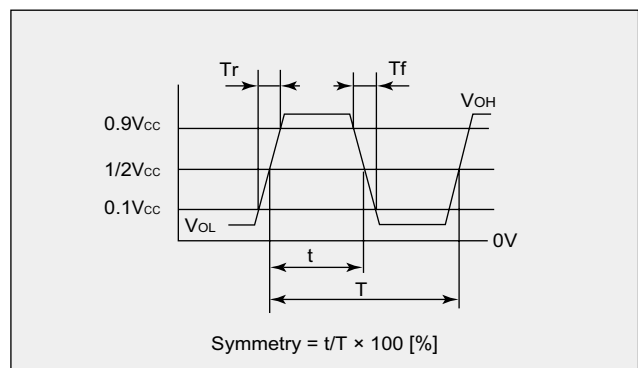 Tr
Tf
VOH
0.9Vcc
1/2Vcc
0.1Vcc
VOL
0V
t
T
Symmetry = t/T × 100 [%]